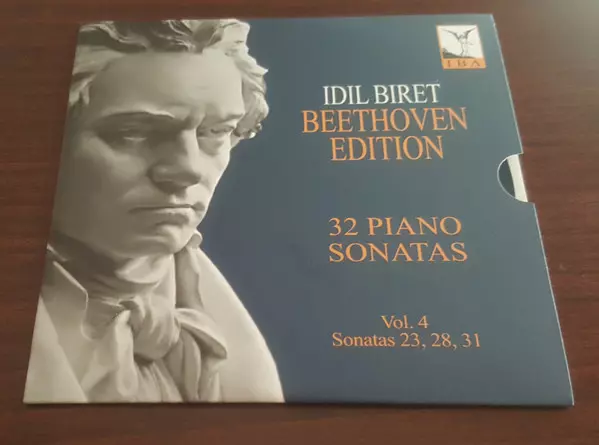 IBA
IDIL BIRET
BEETHOVEN
EDITION
32 PIANO
SONATAS
Vol. 4
Sonatas 23, 28, 31